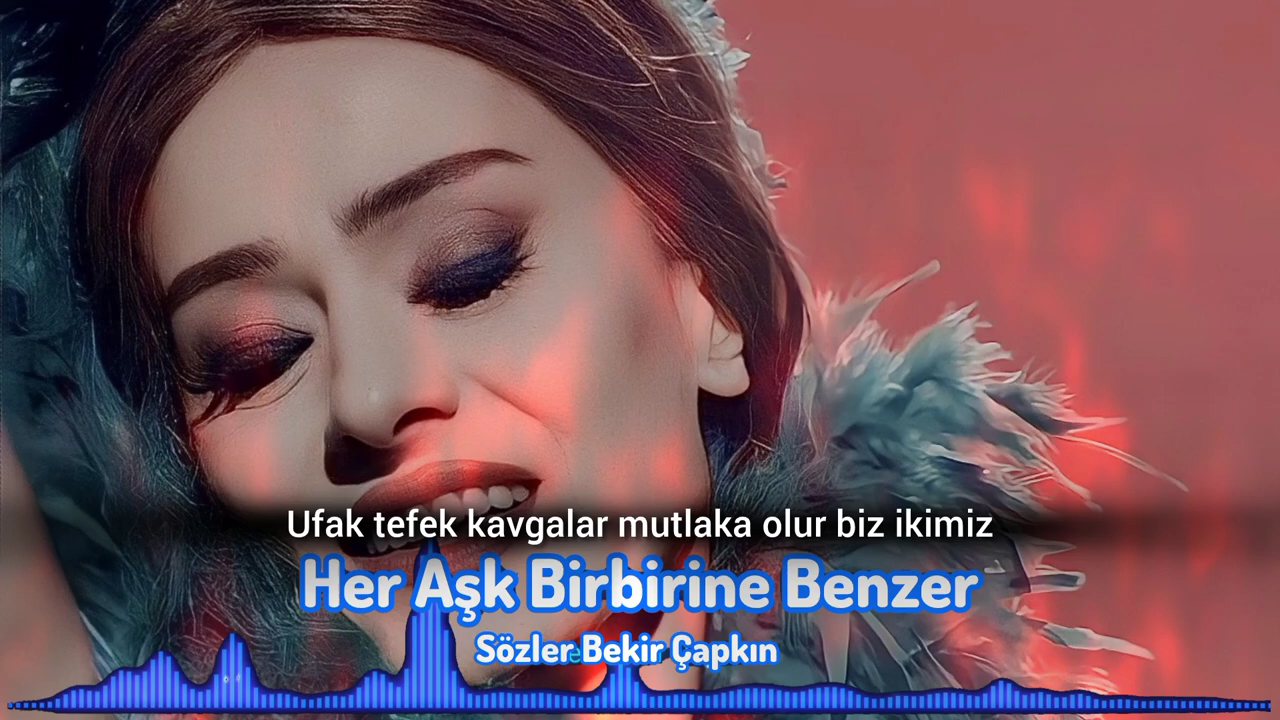 Ufak tefek kavgalar mutlaka olur biz ikimiz
Her Aşk Birbirine Benzer
Sözler Bekir Çapkın